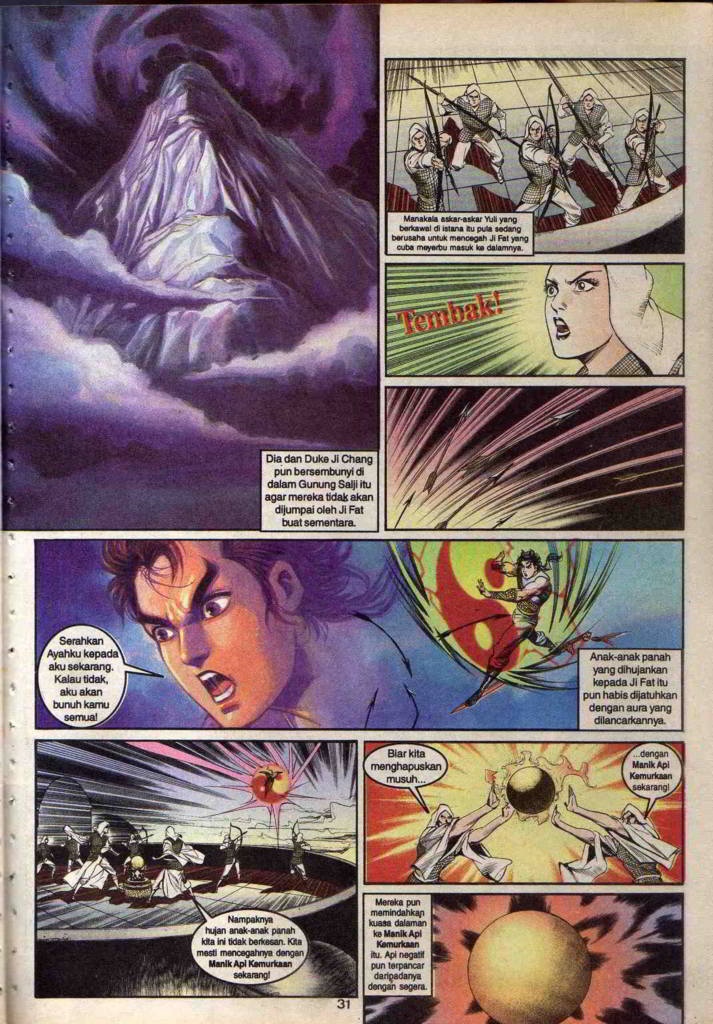 Dia dan Duke Ji Chang
pun bersembunyi di
dalam Gunung Salji itu
agar mereka tidak akan
dijumpai oleh Ji Fat
buat sementara.
Manakala askar-askar Yuli yang
berkawal di istana itu pula sedang
berusaha untuk mencegah Ji Fat yang
cuba meyerbu masuk ke dalamnya.
Tembak!
Serahkan
Ayahku kepada
aku sekarang.
Kalau tidak,
aku akan
bunuh kamu
semua!
Anak-anak panah
yang dihujankan
kepada Ji Fat itu
pun habis dijatuhkan
dengan aura yang
dilancarkannya.
Nampaknya
hujan anak-anak panah
kita ini tidak berkesan. Kita
mesti mencegahnya dengan
Manik Api Kemurkaan
sekarang!
Biar kita
menghapuskan
musuh...
...dengan
Manik Api
Kemurkaan
sekarang!
Mereka pun
memindahkan
kuasa dalaman
ke Manik Api
Kemurkaan
itu. Api negatif
pun terpancar
daripadanya
dengan segera.
31